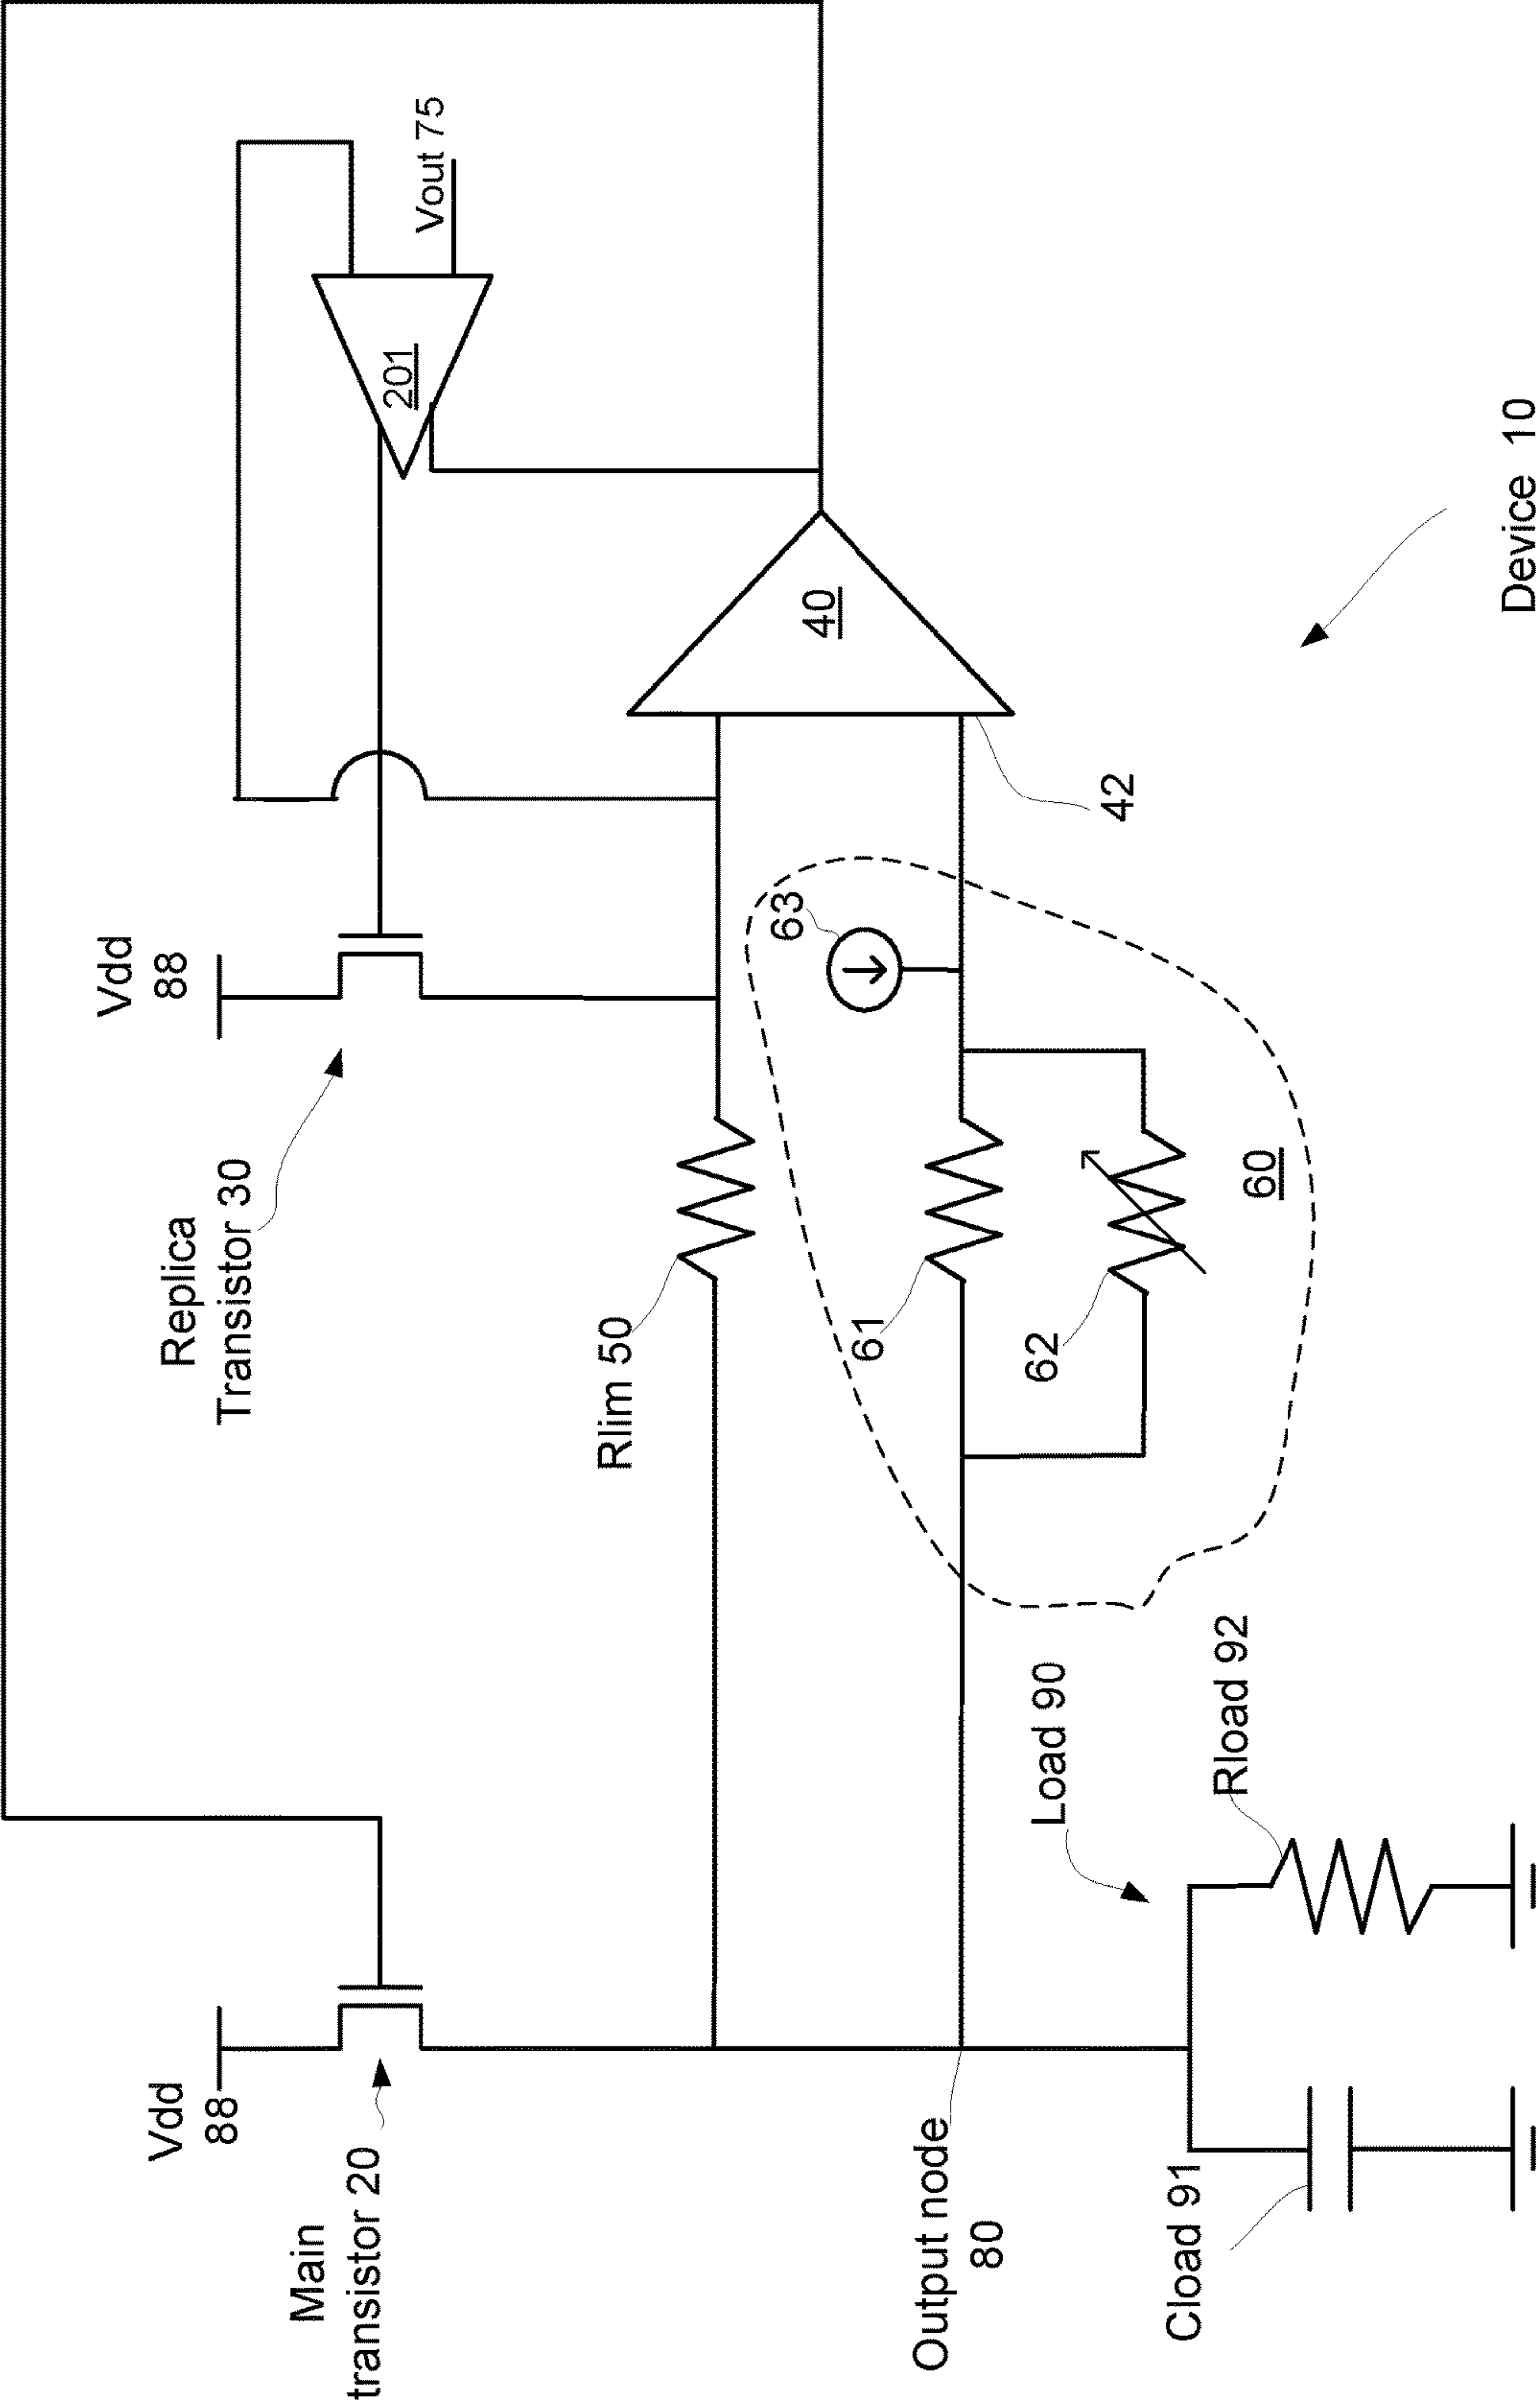 Vdd
88
Main
transistor 20
Output node
80
Cload 91
Rload 92
Load 90
Vdd
88
Replica
Transistor 30
Rlim 50
61
62
60
63
42
40
201
Vout 75
Device 10